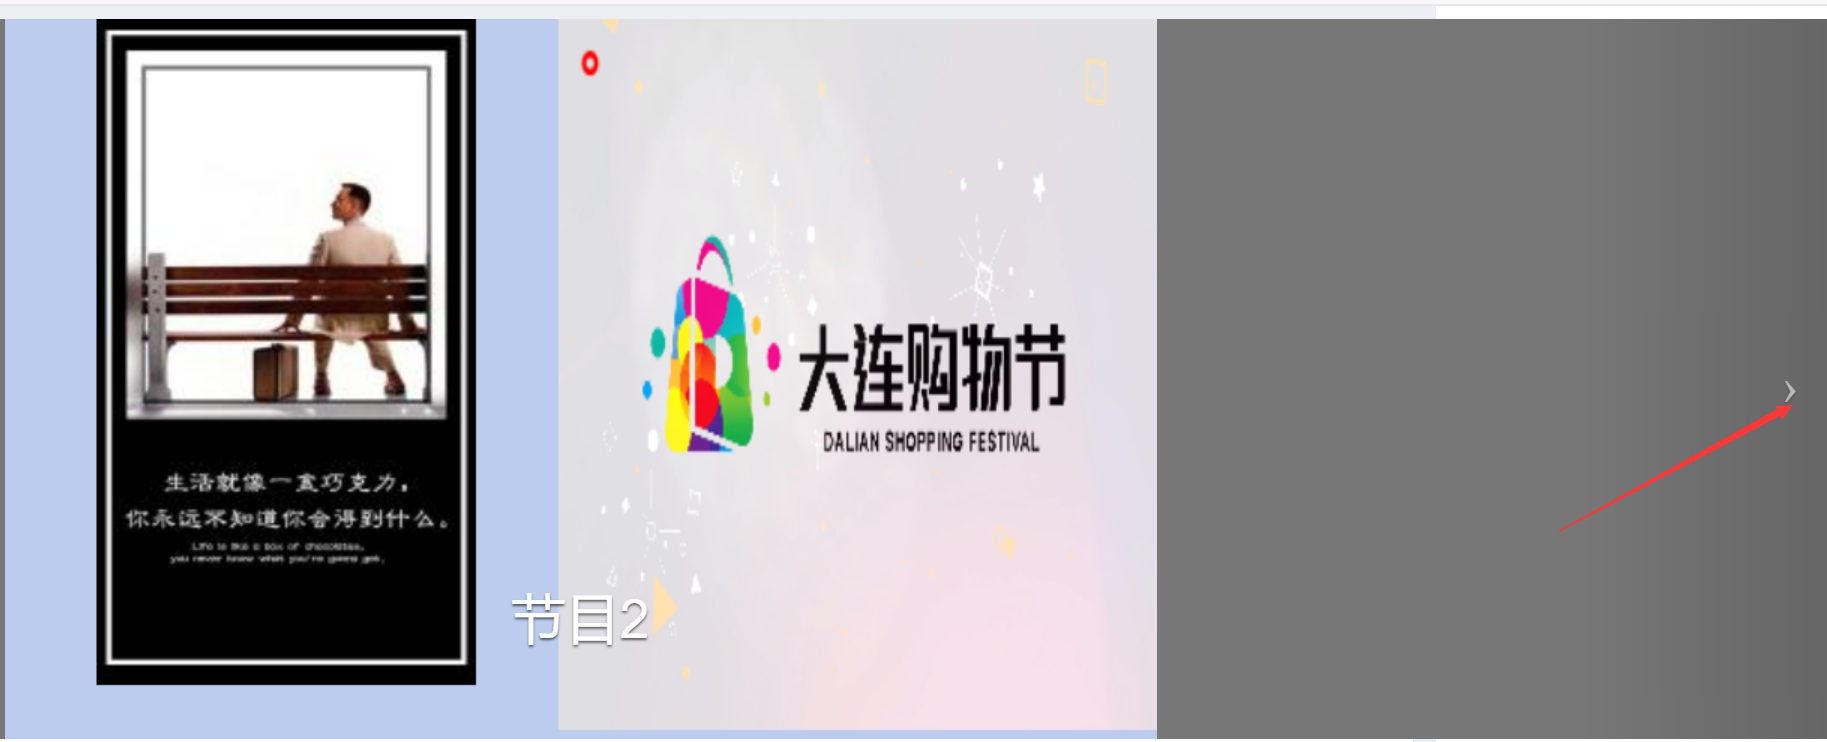 生活就像一盒巧克力，
你永远不知道你会得到什么。
Life is like a box of chocolates,
you never know what you're gonna get.
大连购物节
DALIAN SHOPPING FESTIVAL
节目2